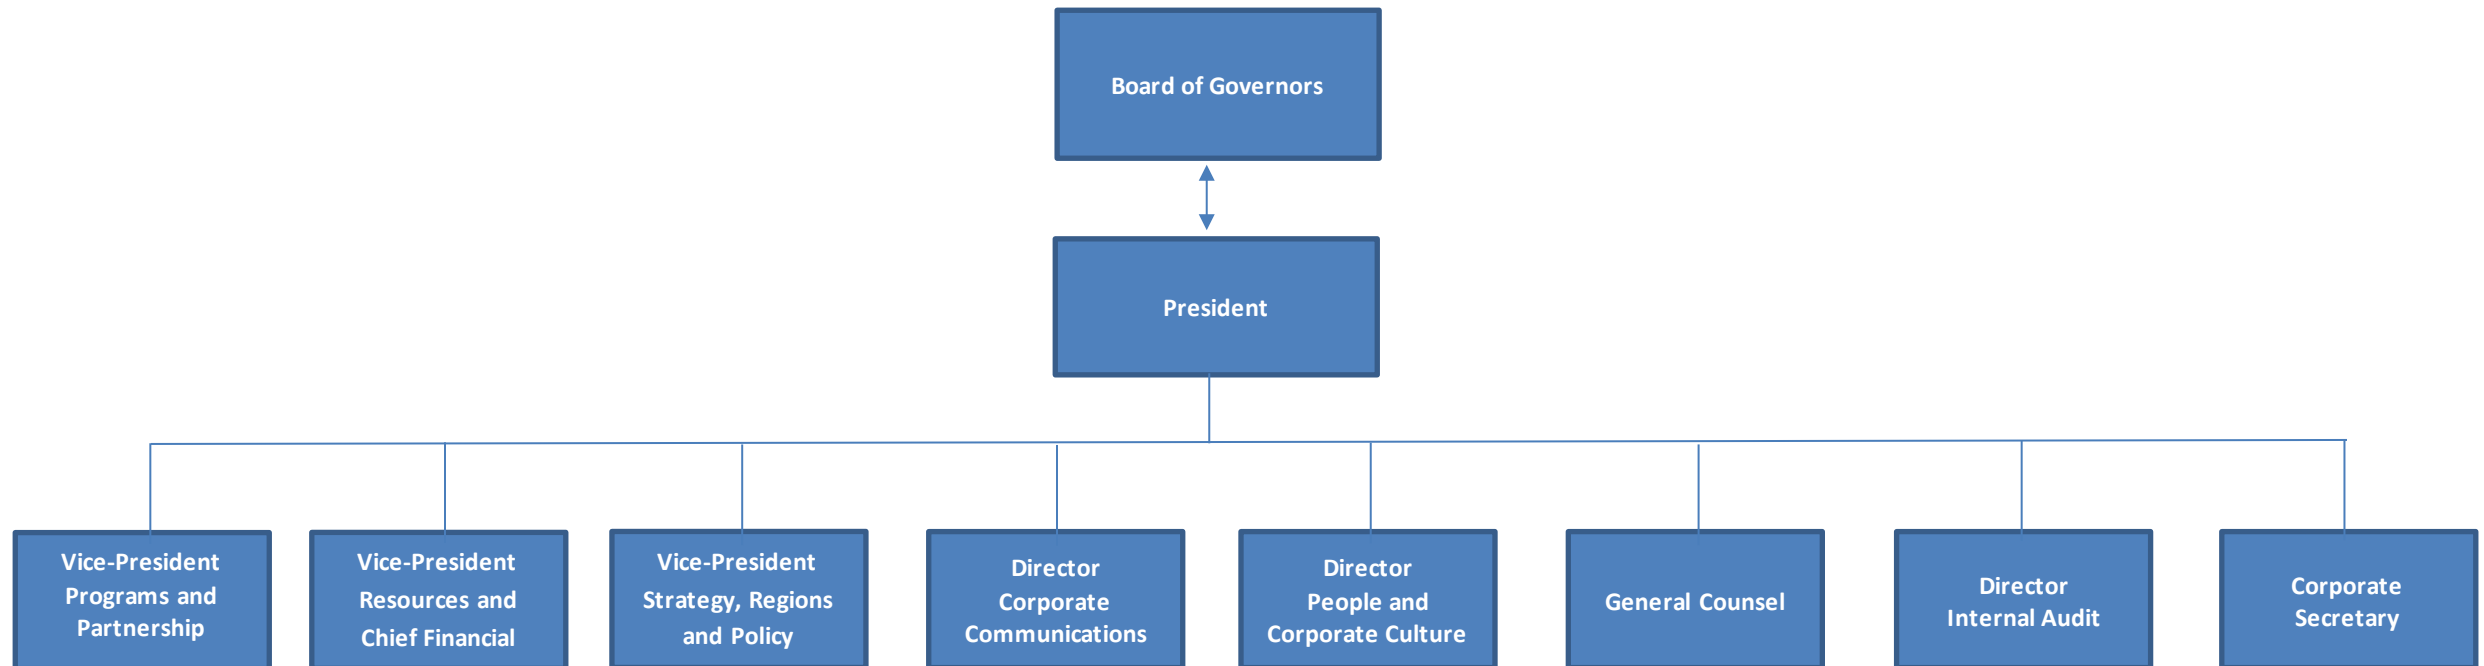 Board of Governors
President
Vice-President
Programs and
Partnership
Vice-President
Resources and
Chief Financial
Vice-President
Strategy, Regions
and Policy
Director
Corporate
Communications
Director
People and
Corporate Culture
General Counsel
Director
Internal Audit
Corporate
Secretary